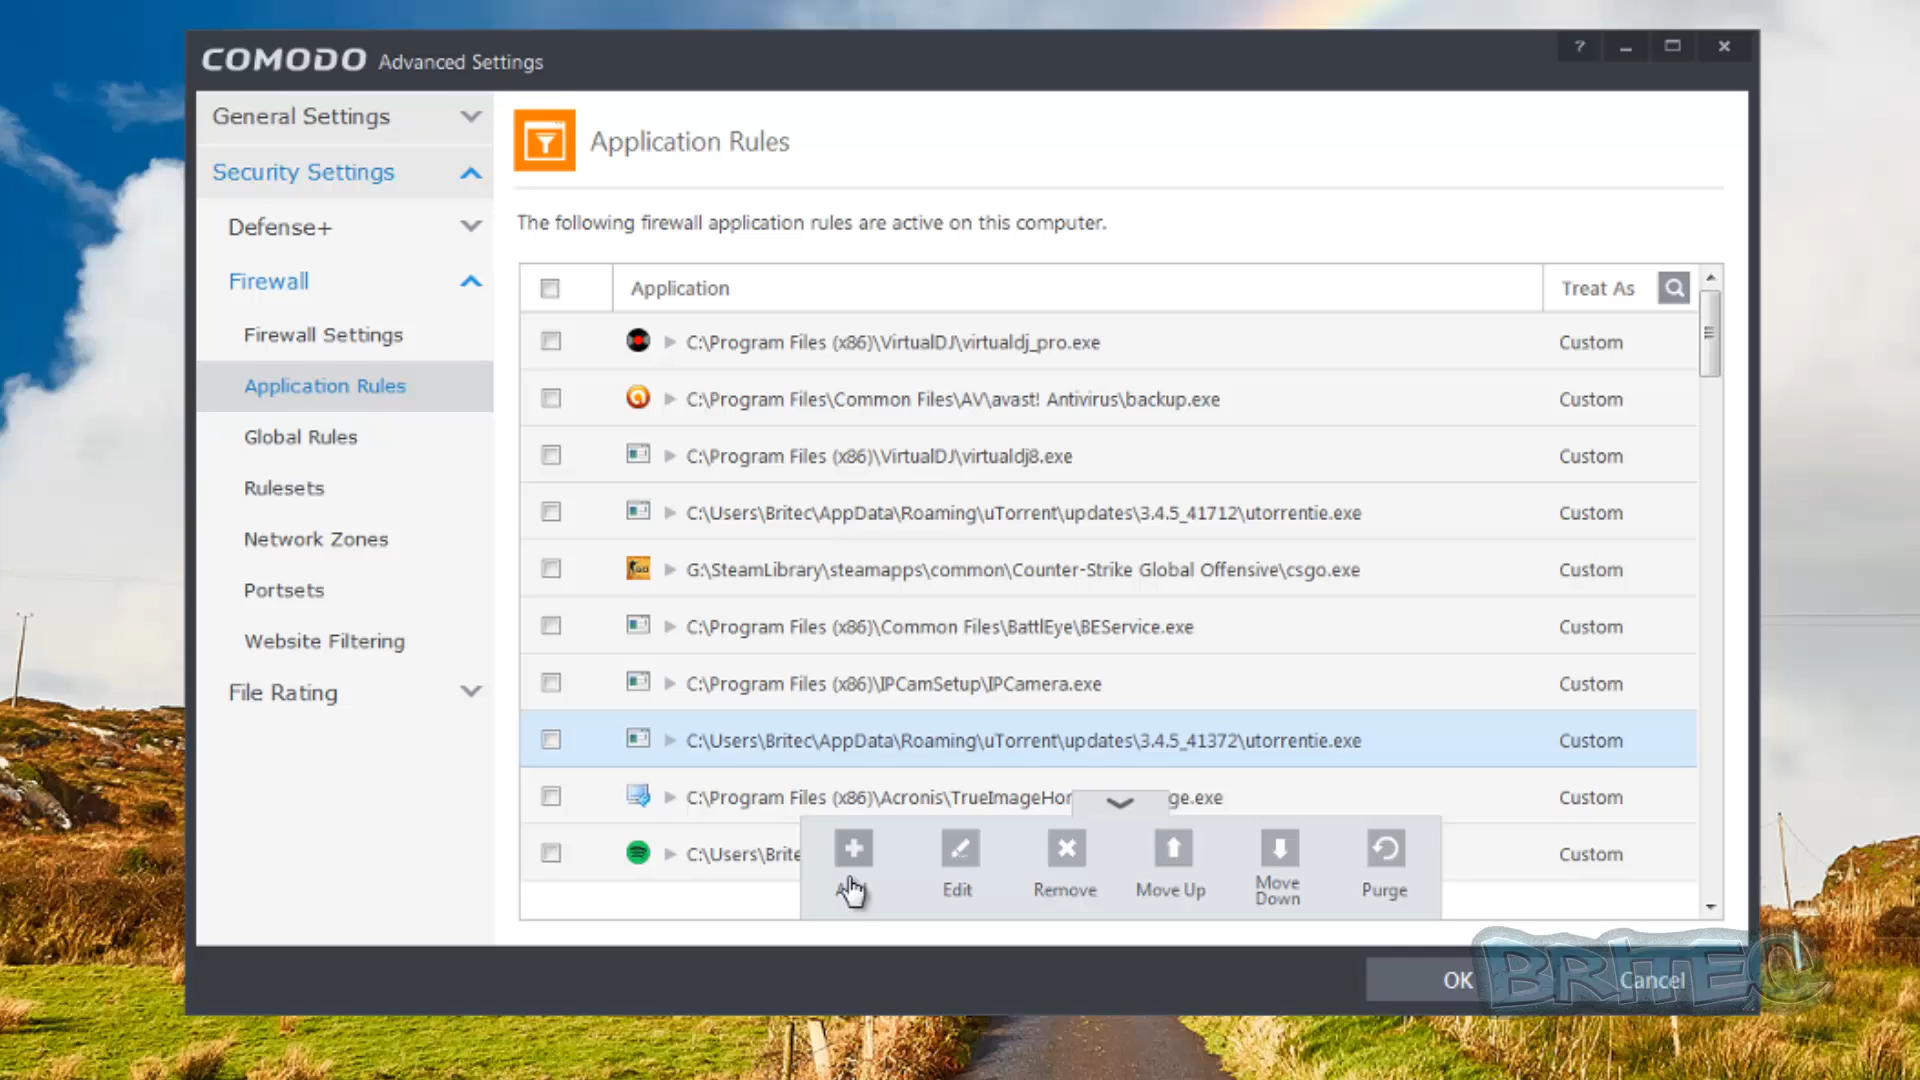 COMODO Advanced Settings
?
General Settings
Security Settings
Defense+
Firewall
Firewall Settings
Application Rules
Global Rules
Rulesets
Network Zones
Portsets
Website Filtering
File Rating
Application Rules
The following firewall application rules are active on this computer.
Application Treat As
C:\Program Files (x86)\VirtualDJ\virtualdj_pro.exe Custom
C:\Program Files\Common Files\AV\avast! Antivirus\backup.exe Custom
C:\Program Files (x86)\VirtualDJ\virtualdj8.exe Custom
C:\Users\Britec\AppData\Roaming\uTorrent\updates\3.4.5_41712\utorrentie.exe Custom
GO G:\SteamLibrary\steamapps\common\Counter-Strike Global Offensive\csgo.exe Custom
C:\Program Files (x86)\Common Files\BattlEye\BEService.exe Custom
C:\Program Files (x86)\IPCamSetup\IPCamera.exe Custom
C:\Users\Britec\AppData\Roaming\uTorrent\updates\3.4.5_41372\utorrentie.exe Custom
C:\Program Files (x86)\Acronis\TrueImageHor ge.exe Custom
C:\Users\Brite Custom
Edit Remove Move Up Move Down Purge
OK Cancel
BRITEC